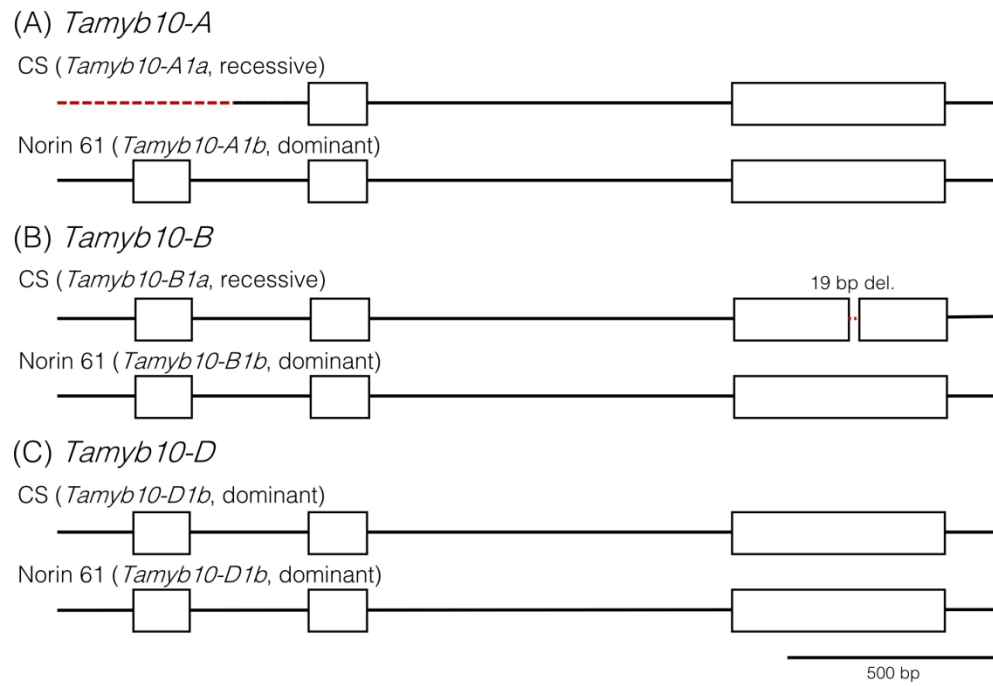 (A) Tamyb10-A
CS (Tamyb10-A1a, recessive)
Norin 61 (Tamyb10-A1b, dominant)
(B) Tamyb10-B
CS (Tamyb10-B1a, recessive)
19 bp del.
Norin 61 (Tamyb10-B1b, dominant)
(C) Tamyb10-D
CS (Tamyb10-D1b, dominant)
Norin 61 (Tamyb10-D1b, dominant)
500 bp